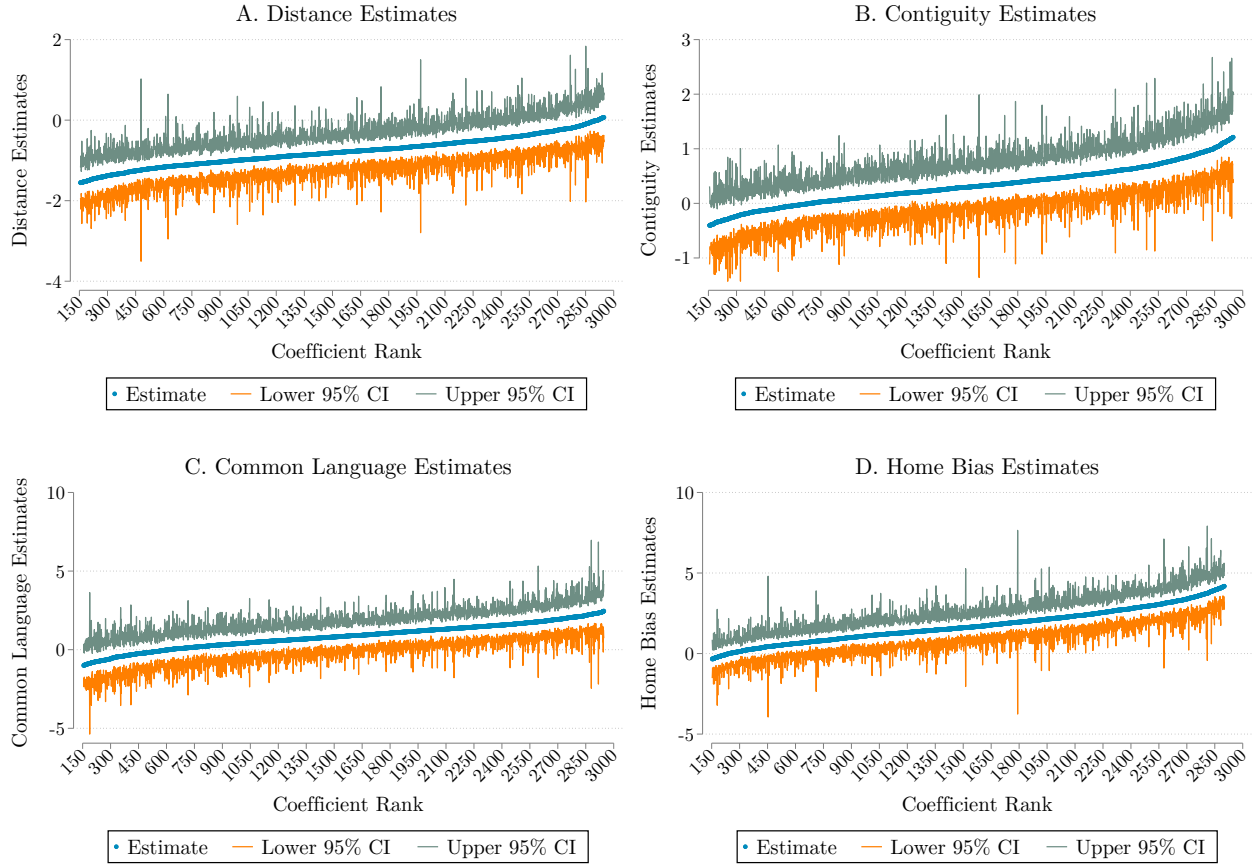 A. Distance Estimates
Distance Estimates
2
0
-2
-4
150 300 450 600 750 900 1050 1200 1350 1500 1650 1800 1950 2100 2250 2400 2550 2700 2850 3000
Coefficient Rank
Estimate Lower 95% CI Upper 95% CI
B. Contiguity Estimates
Contiguity Estimates
3
2
1
0
-1
150 300 450 600 750 900 1050 1200 1350 1500 1650 1800 1950 2100 2250 2400 2550 2700 2850 3000
Coefficient Rank
Estimate Lower 95% CI Upper 95% CI
C. Common Language Estimates
Common Language Estimates
10
5
0
-5
150 300 450 600 750 900 1050 1200 1350 1500 1650 1800 1950 2100 2250 2400 2550 2700 2850 3000
Coefficient Rank
Estimate Lower 95% CI Upper 95% CI
D. Home Bias Estimates
Home Bias Estimates
10
5
0
-5
150 300 450 600 750 900 1050 1200 1350 1500 1650 1800 1950 2100 2250 2400 2550 2700 2850 3000
Coefficient Rank
Estimate Lower 95% CI Upper 95% CI